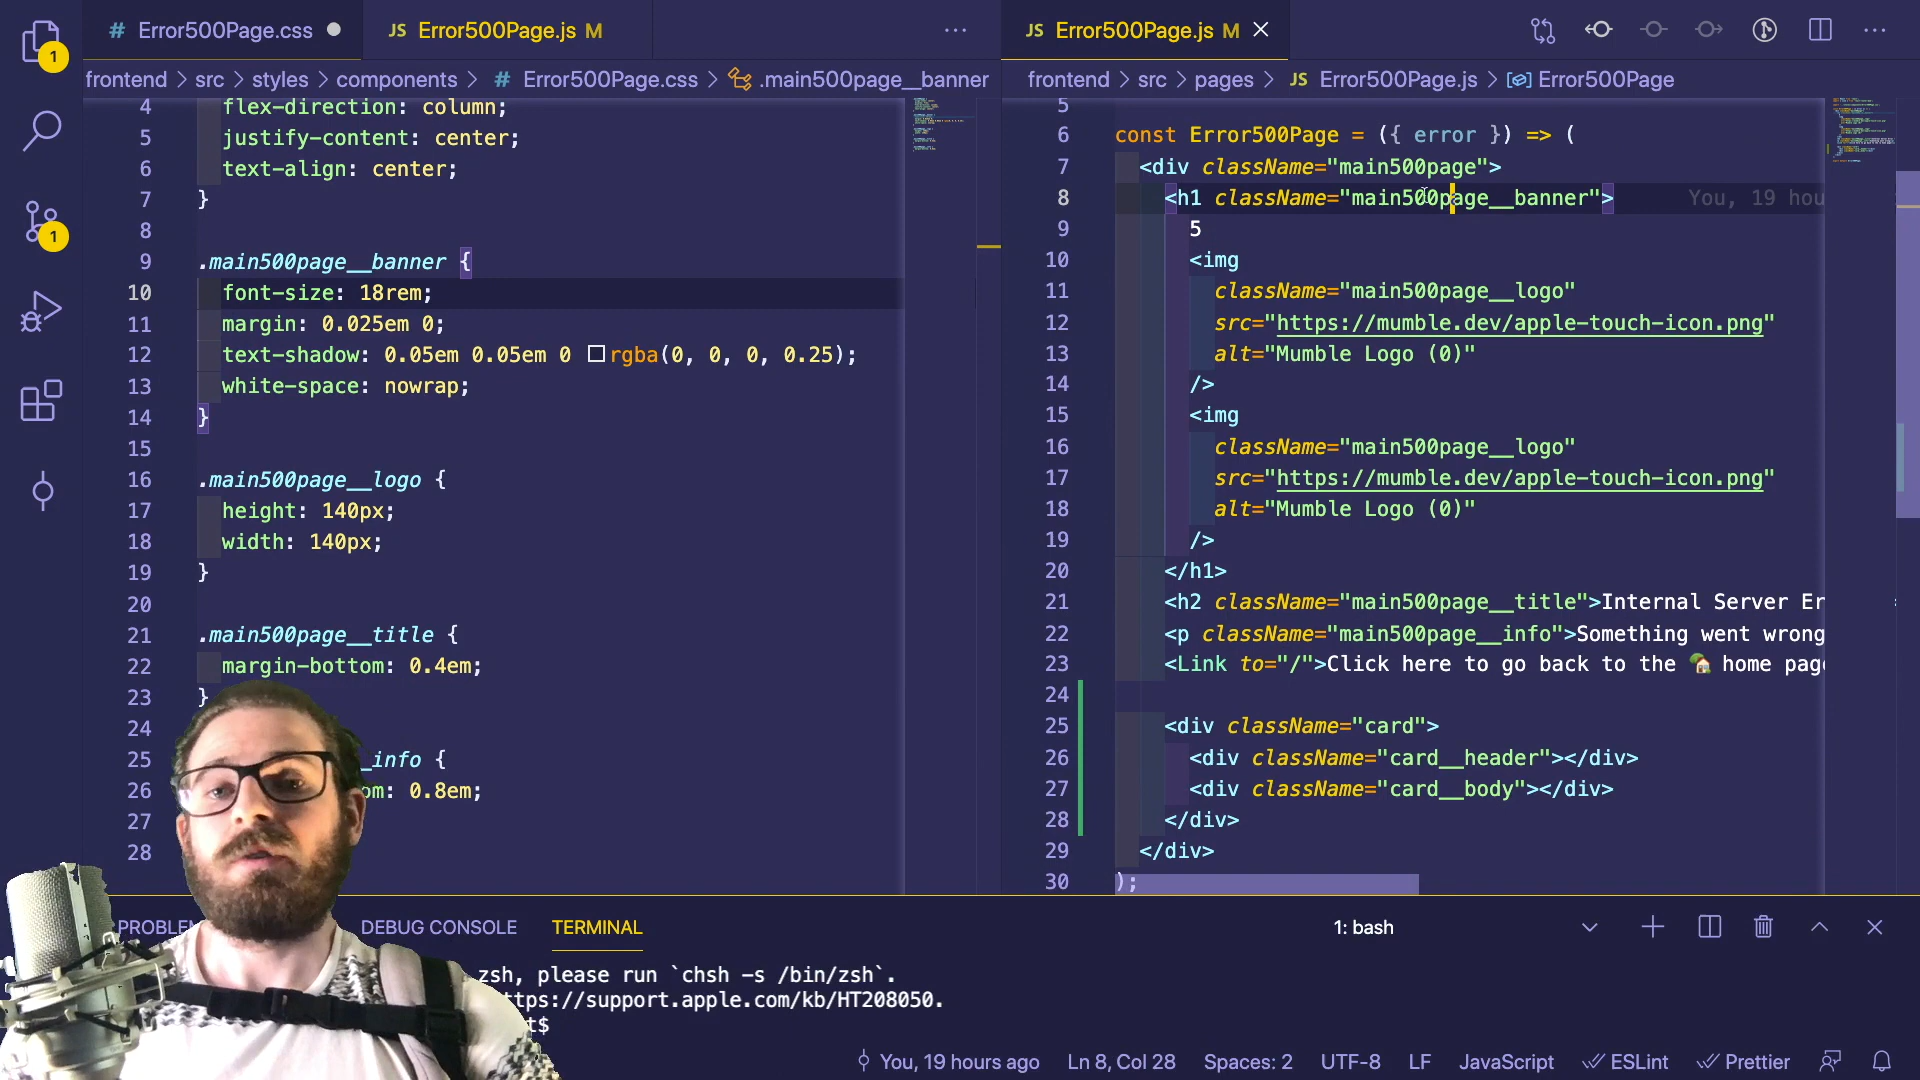 1
1
# Error500Page.css
JS Error500Page.js M
frontend > src > styles > components > # Error500Page.css > .main500page__banner
4 flex-direction: column;
5 justify-content: center;
6 text-align: center;
7 }
8
9 .main500page__banner {
10 font-size: 18rem;
11 margin: 0.025em 0;
12 text-shadow: 0.05em 0.05em 0 rgba(0, 0, 0, 0.25);
13 white-space: nowrap;
14 }
15
16 .main500page__logo {
17 height: 140px;
18 width: 140px;
19 }
20
21 .main500page__title {
22 margin-bottom: 0.4em;
23 }
24
25 _info {
26 om: 0.8em;
27
28
JS Error500Page.js M
frontend > src > pages > JS Error500Page.js > Error500Page
5
6 const Error500Page = ({ error }) => (
7 <div className="main500page">
8 <h1 className="main500page__banner"> You, 19 hou
9 5
10 <img
11 className="main500page__logo"
12 src="https://mumble.dev/apple-touch-icon.png"
13 alt="Mumble Logo (0)"
14 />
15 <img
16 className="main500page__logo"
17 src="https://mumble.dev/apple-touch-icon.png"
18 alt="Mumble Logo (0)"
19 />
20 </h1>
21 <h2 className="main500page__title">Internal Server Er
22 <p className="main500page__info">Something went wrong
23 <Link to="/">Click here to go back to the 🏠 home page
24
25 <div className="card">
26 <div className="card__header"></div>
27 <div className="card__body"></div>
28 </div>
29 </div>
30 );
PROBLEM DEBUG CONSOLE TERMINAL 1: bash
zsh, please run `chsh -s /bin/zsh`.
ttps://support.apple.com/kb/HT208050.
t$
You, 19 hours ago Ln 8, Col 28 Spaces: 2 UTF-8 LF JavaScript ESLint Prettier